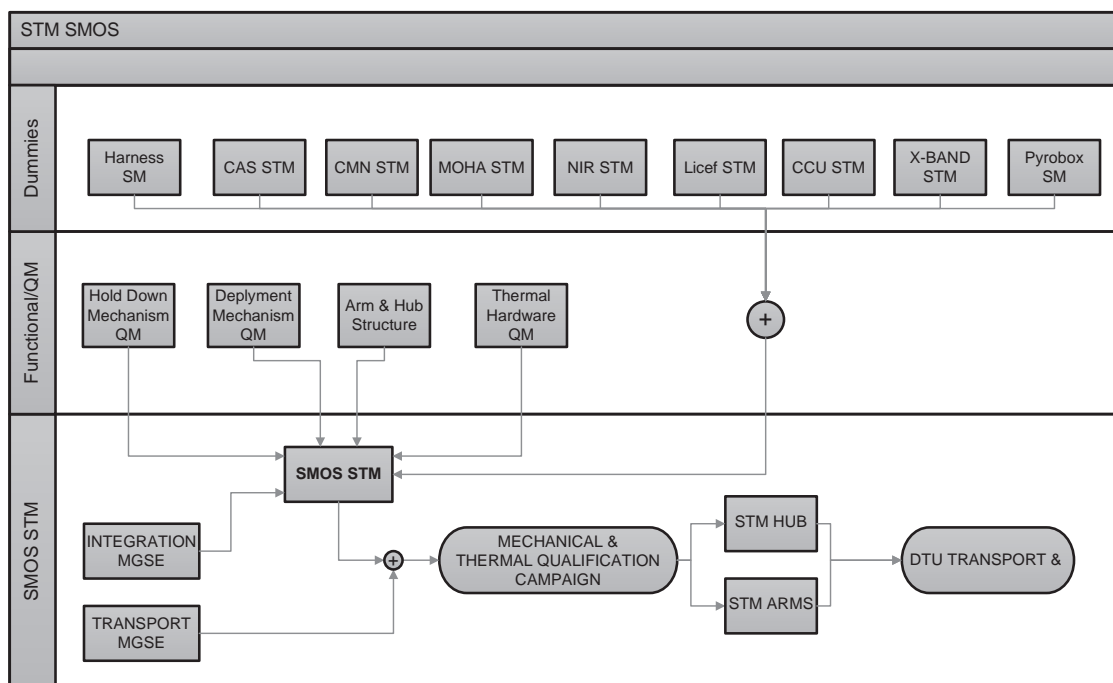 STM SMOS
Dummies
Harness
SM
CAS STM
CMN STM
MOHA STM
NIR STM
Licef STM
CCU STM
X-BAND
STM
Pyrobox
SM
Functional/QM
Hold Down
Mechanism
QM
Deplyment
Mechanism
QM
Arm & Hub
Structure
Thermal
Hardware
QM
+
SMOS STM
SMOS STM
INTEGRATION
MGSE
TRANSPORT
MGSE
+
MECHANICAL &
THERMAL QUALIFICATION
CAMPAIGN
STM HUB
STM ARMS
DTU TRANSPORT &